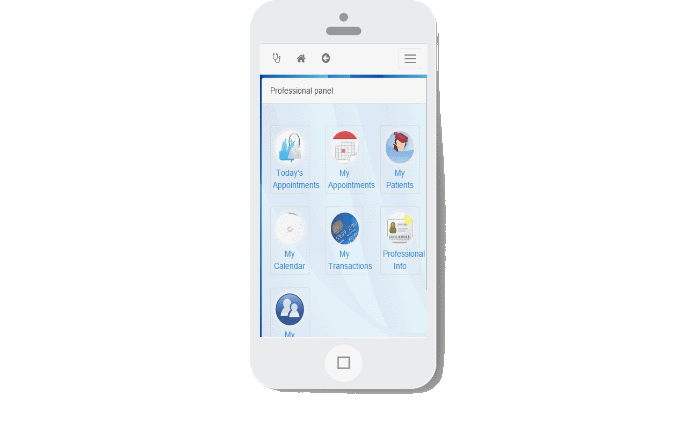 Professional panel
Today's
Appointments
My
Appointments
My
Patients
My
Calendar
My
Transactions
Professional
Info
My